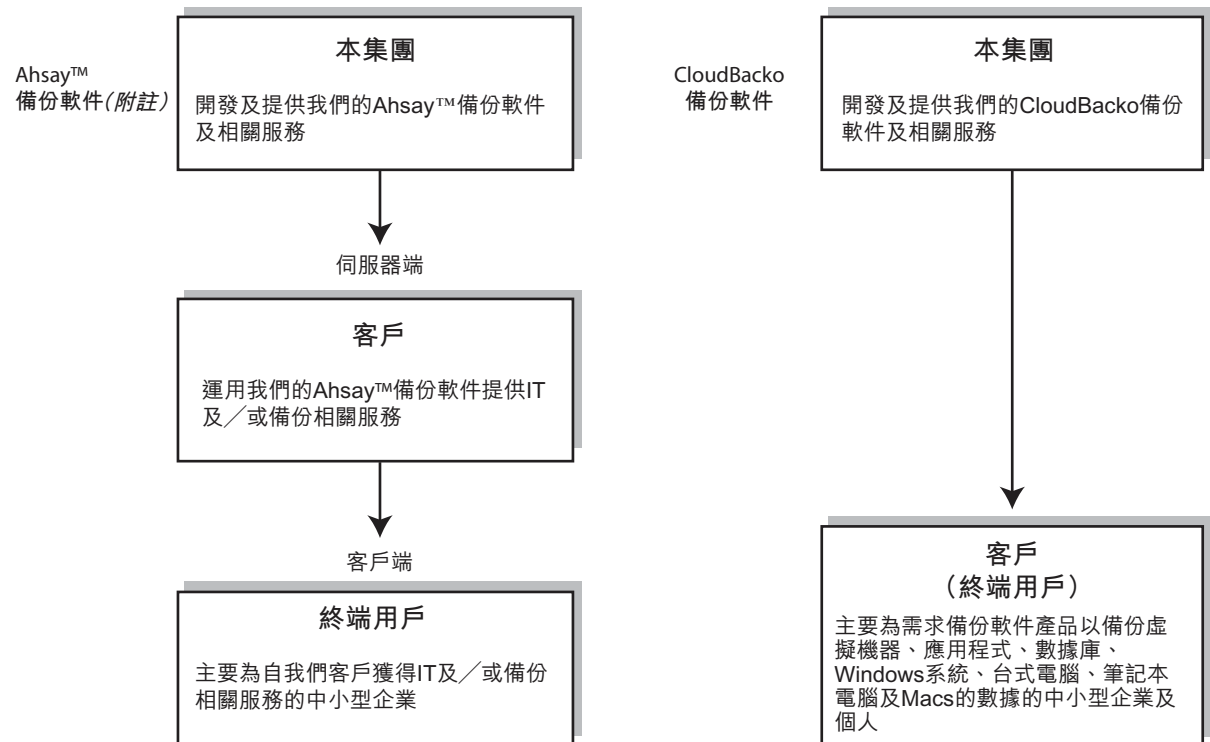 Ahsay™
備份軟件(附註)
本集團
開發及提供我們的Ahsay™備份軟件
及相關服務
伺服器端
客戶
運用我們的Ahsay™備份軟件提供IT
及╱或備份相關服務
客戶端
終端用戶
主要為自我們客戶獲得IT及╱或備份
相關服務的中小型企業
CloudBacko
備份軟件
本集團
開發及提供我們的CloudBacko備份
軟件及相關服務
客戶
(終端用戶)
主要為需求備份軟件產品以備份虛
擬機器、應用程式、數據庫、
Windows系統、台式電腦、筆記本
電腦及Macs的數據的中小型企業及
個人